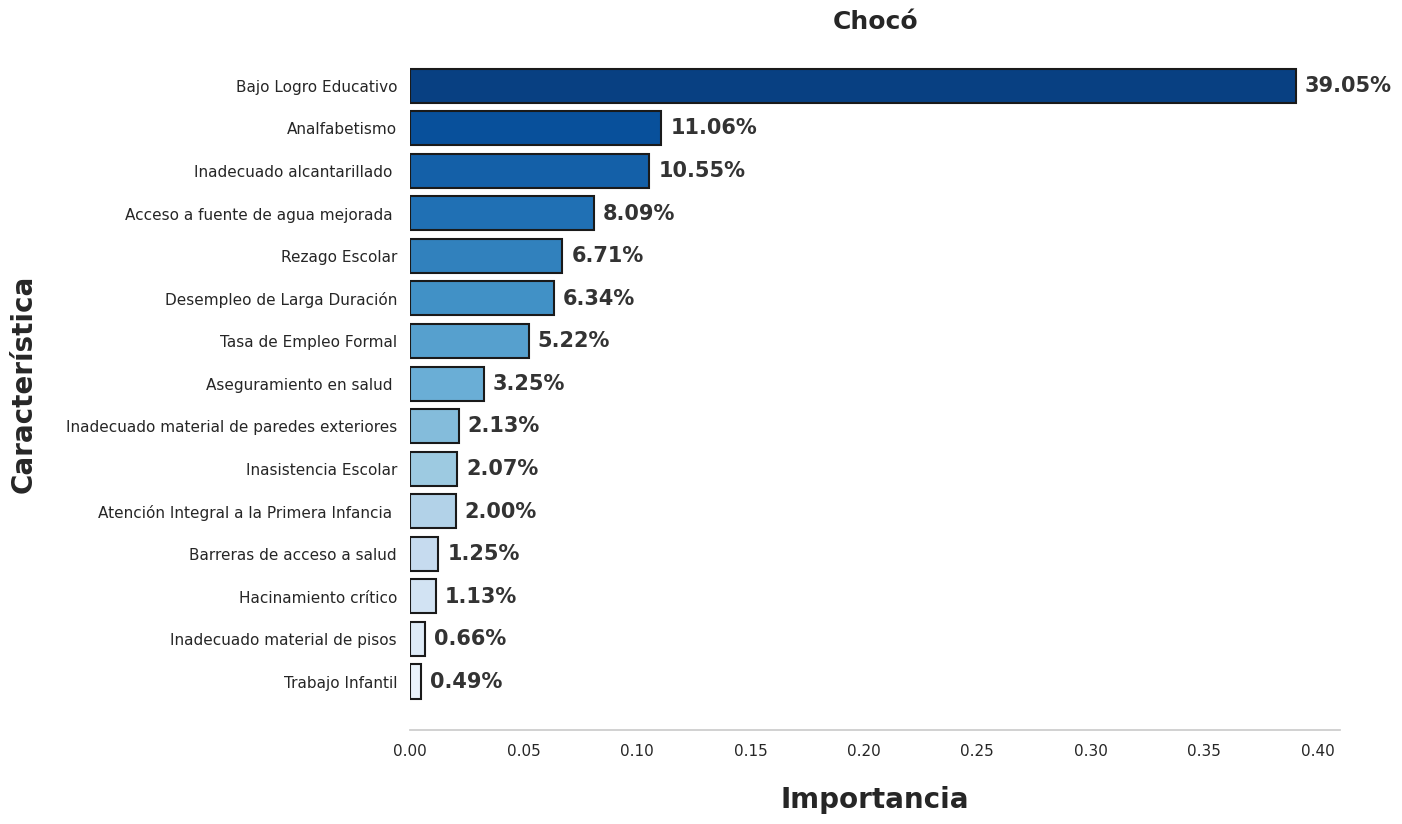 Chocó
Bajo Logro Educativo 39.05%
Analfabetismo 11.06%
Inadecuado alcantarillado 10.55%
Acceso a fuente de agua mejorada 8.09%
Rezago Escolar 6.71%
Desempleo de Larga Duración 6.34%
Tasa de Empleo Formal 5.22%
Aseguramiento en salud 3.25%
Inadecuado material de paredes exteriores 2.13%
Inasistencia Escolar 2.07%
Atención Integral a la Primera Infancia 2.00%
Barreras de acceso a salud 1.25%
Hacinamiento crítico 1.13%
Inadecuado material de pisos 0.66%
Trabajo Infantil 0.49%
Característica
0.00 0.05 0.10 0.15 0.20 0.25 0.30 0.35 0.40
Importancia